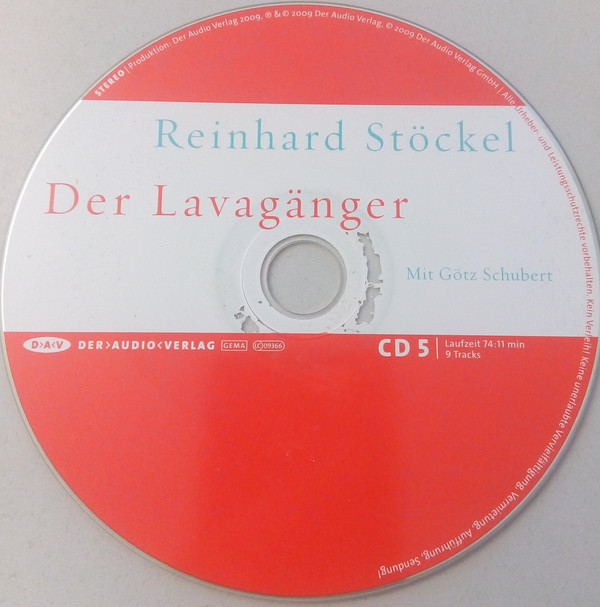 STEREO | Produktion: Der Audio Verlag 2009, ℗ & © 2009 Der Audio Verlag, © 2009 Der Audio Verlag GmbH | Alle Urheber- und Leistungsschutzrechte vorbehalten. Kein Verleih! Keine unerlaubte Vervielfältigung, Vermietung, Aufführung, Sendung!
Reinhard Stöckel
Der Lavagänger
Mit Götz Schubert
D>A<V DER>AUDIO<VERLAG GEMA LC 09366 CD 5 Laufzeit 74:11 min
9 Tracks